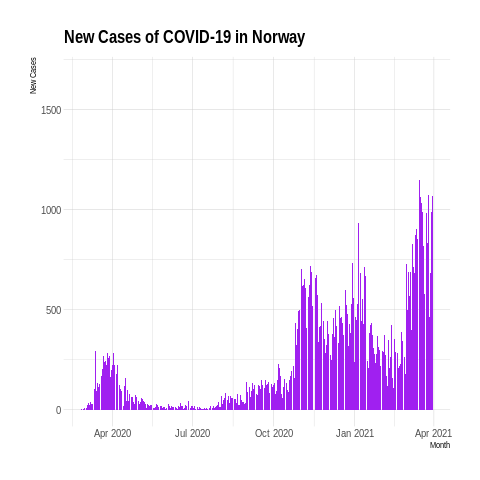 New Cases of COVID-19 in Norway
New Cases
1500
1000
500
0
Apr 2020 Jul 2020 Oct 2020 Jan 2021 Apr 2021
Month